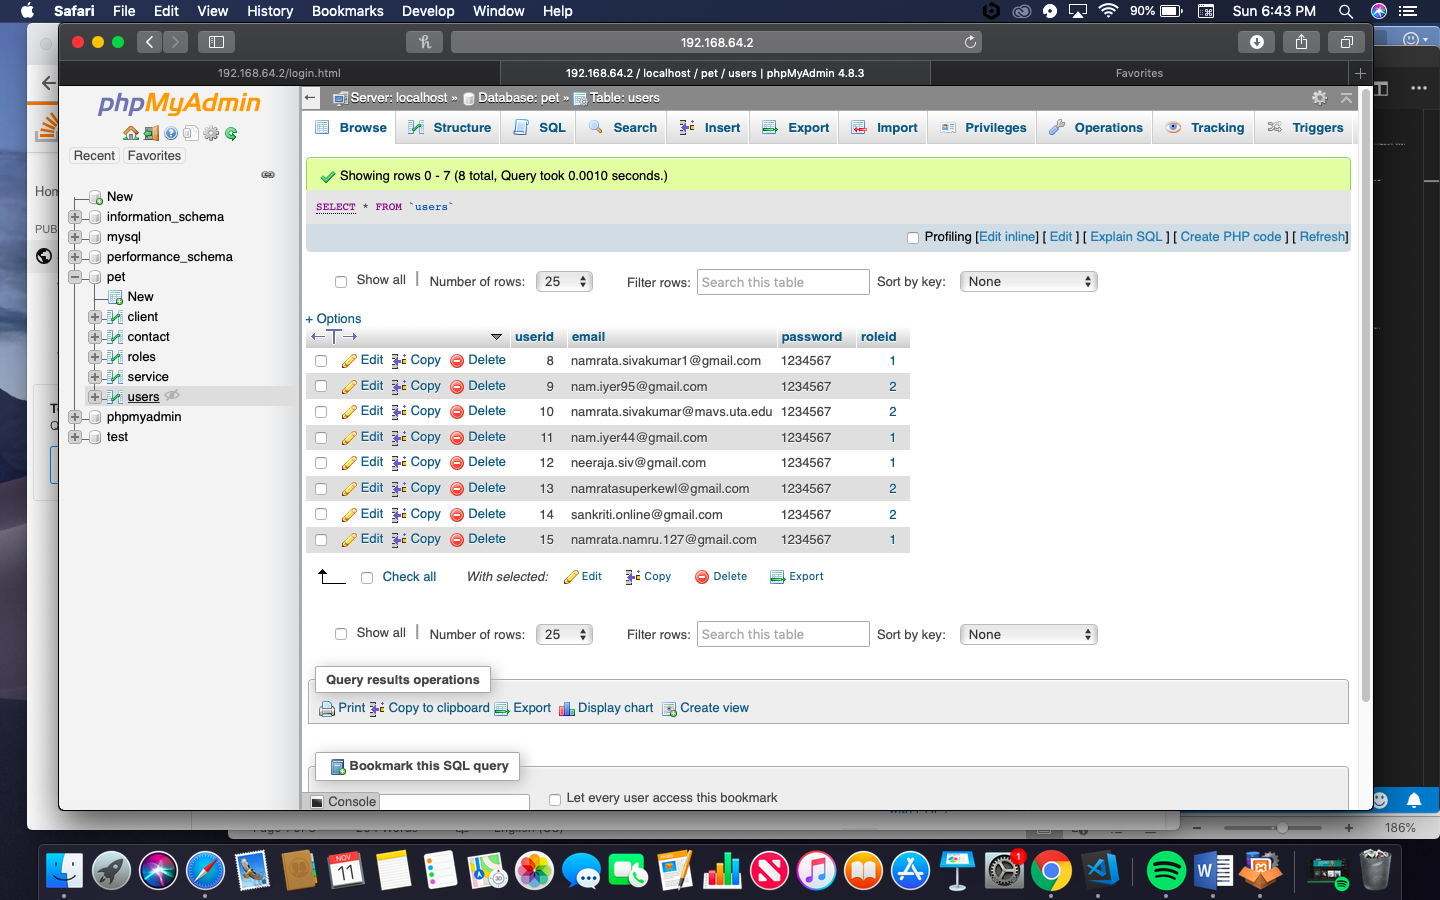 Safari File Edit View History Bookmarks Develop Window Help 90% Sun 6:43 PM
192.168.64.2
192.168.64.2/login.html 192.168.64.2 / localhost / pet / users | phpMyAdmin 4.8.3 Favorites
phpMyAdmin
Recent Favorites
New
information_schema
mysql
performance_schema
pet
New
client
contact
roles
service
users
phpmyadmin
test
Server: localhost » Database: pet » Table: users
Browse Structure SQL Search Insert Export Import Privileges Operations Tracking Triggers
Showing rows 0 - 7 (8 total, Query took 0.0010 seconds.)
SELECT * FROM `users`
Profiling [Edit inline] [ Edit ] [ Explain SQL ] [ Create PHP code ] [ Refresh]
Show all | Number of rows: 25 Filter rows: Search this table Sort by key: None
+ Options
userid email password roleid
Edit Copy Delete 8 namrata.sivakumar1@gmail.com 1234567 1
Edit Copy Delete 9 nam.iyer95@gmail.com 1234567 2
Edit Copy Delete 10 namrata.sivakumar@mavs.uta.edu 1234567 2
Edit Copy Delete 11 nam.iyer44@gmail.com 1234567 1
Edit Copy Delete 12 neeraja.siv@gmail.com 1234567 1
Edit Copy Delete 13 namratasuperkewl@gmail.com 1234567 2
Edit Copy Delete 14 sankriti.online@gmail.com 1234567 2
Edit Copy Delete 15 namrata.namru.127@gmail.com 1234567 1
Check all With selected: Edit Copy Delete Export
Show all | Number of rows: 25 Filter rows: Search this table Sort by key: None
Query results operations
Print Copy to clipboard Export Display chart Create view
Bookmark this SQL query
Console Let every user access this bookmark
186%
NOV
11
1